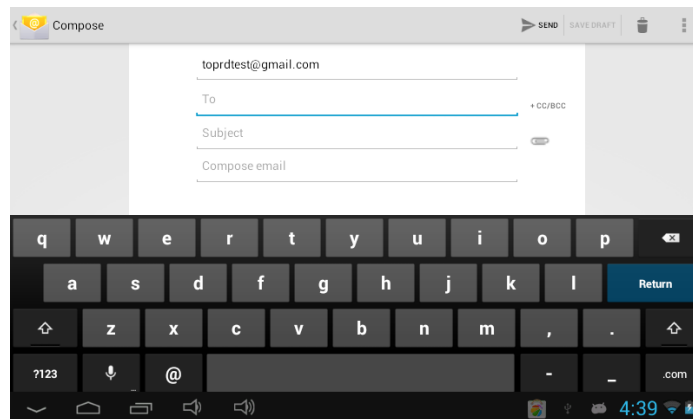 Compose SEND SAVE DRAFT
toprdtest@gmail.com
To + CC/BCC
Subject
Compose email
q w e r t y u i o p
a s d f g h j k l Return
z x c v b n m , .
?123 @ - _ .com
4:39